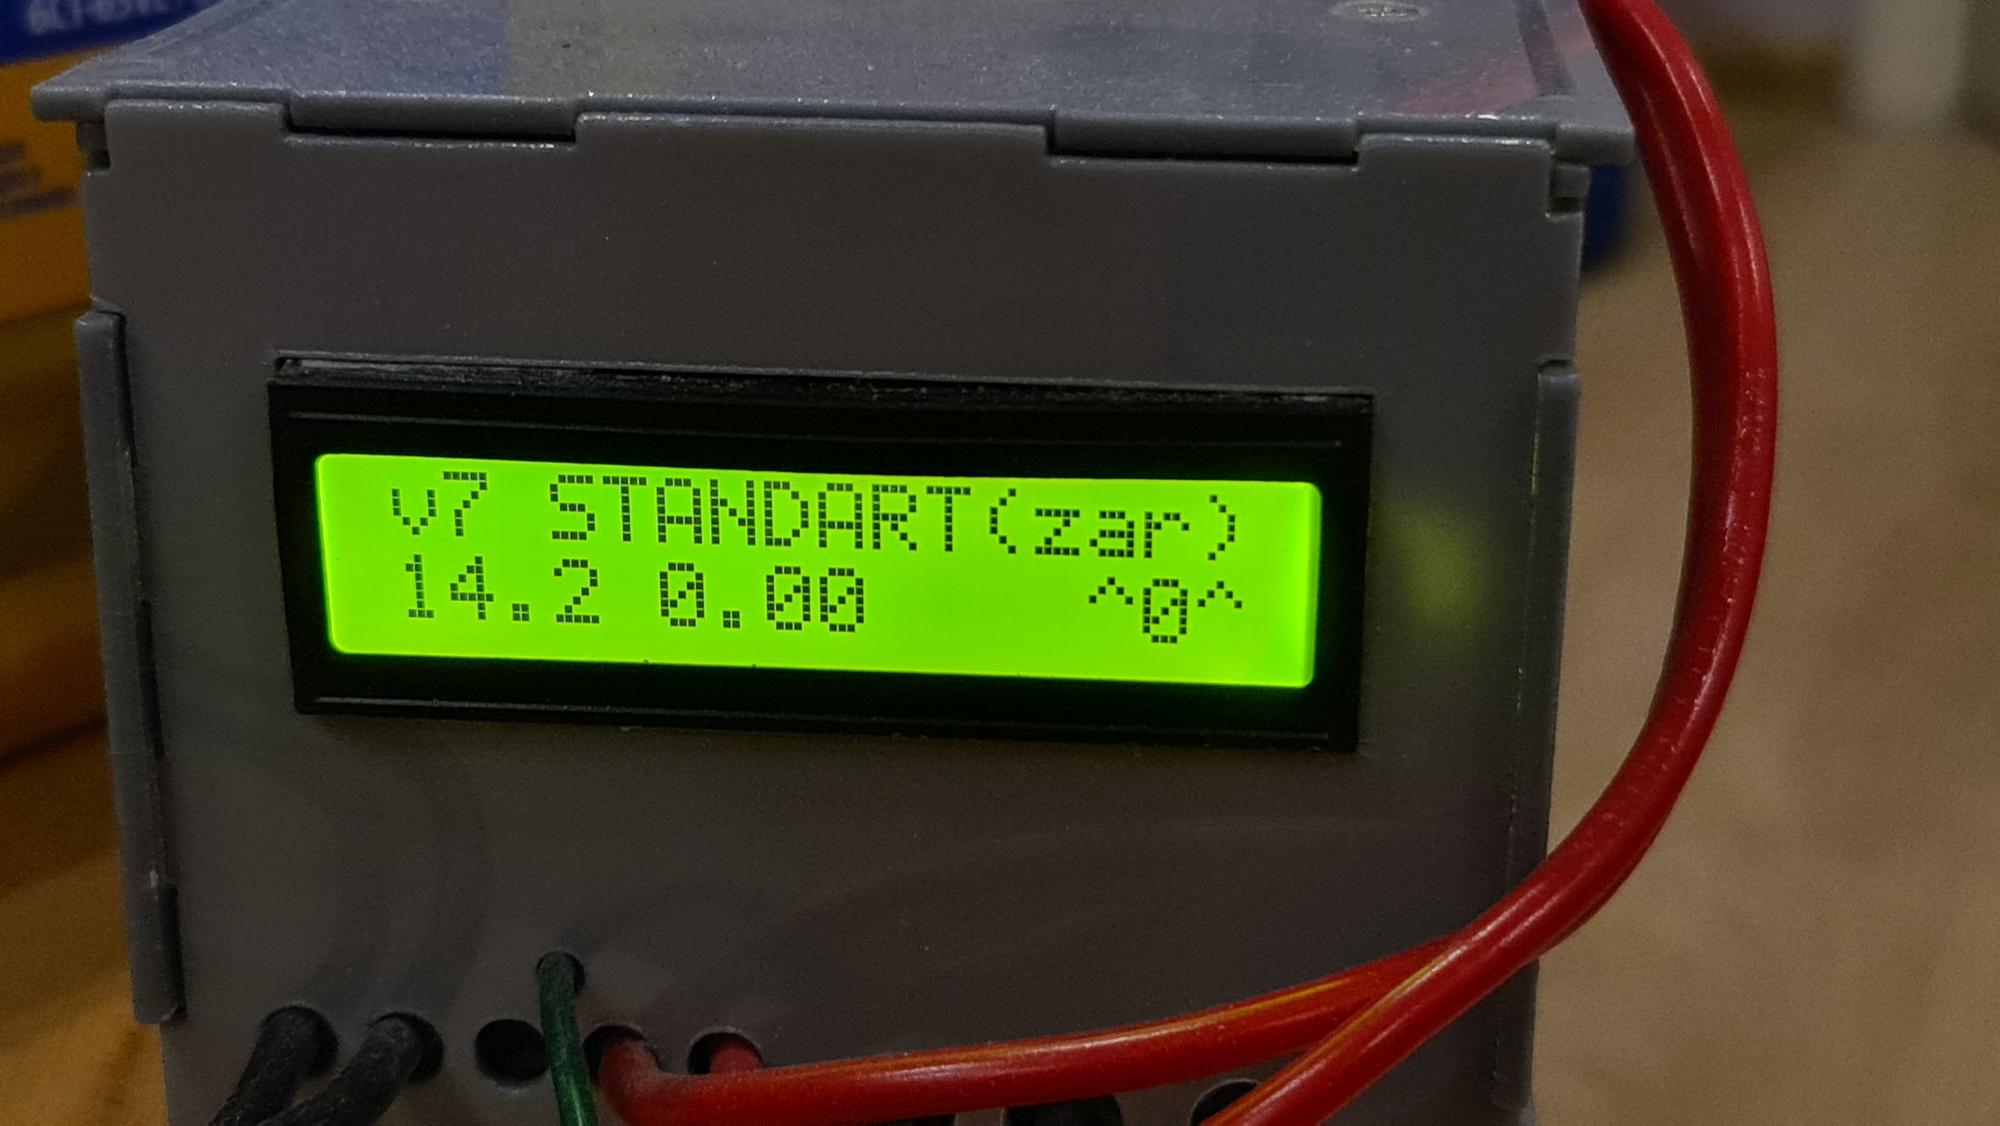 v7 STANDART(zar)
14.2 0.00 ^0^